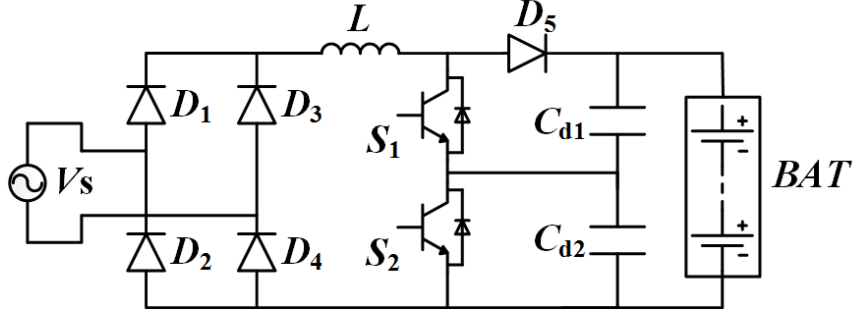 L
D5
D1
D3
S1
Cd1
+
-
Vs
BAT
D2
D4
S2
Cd2
+
-